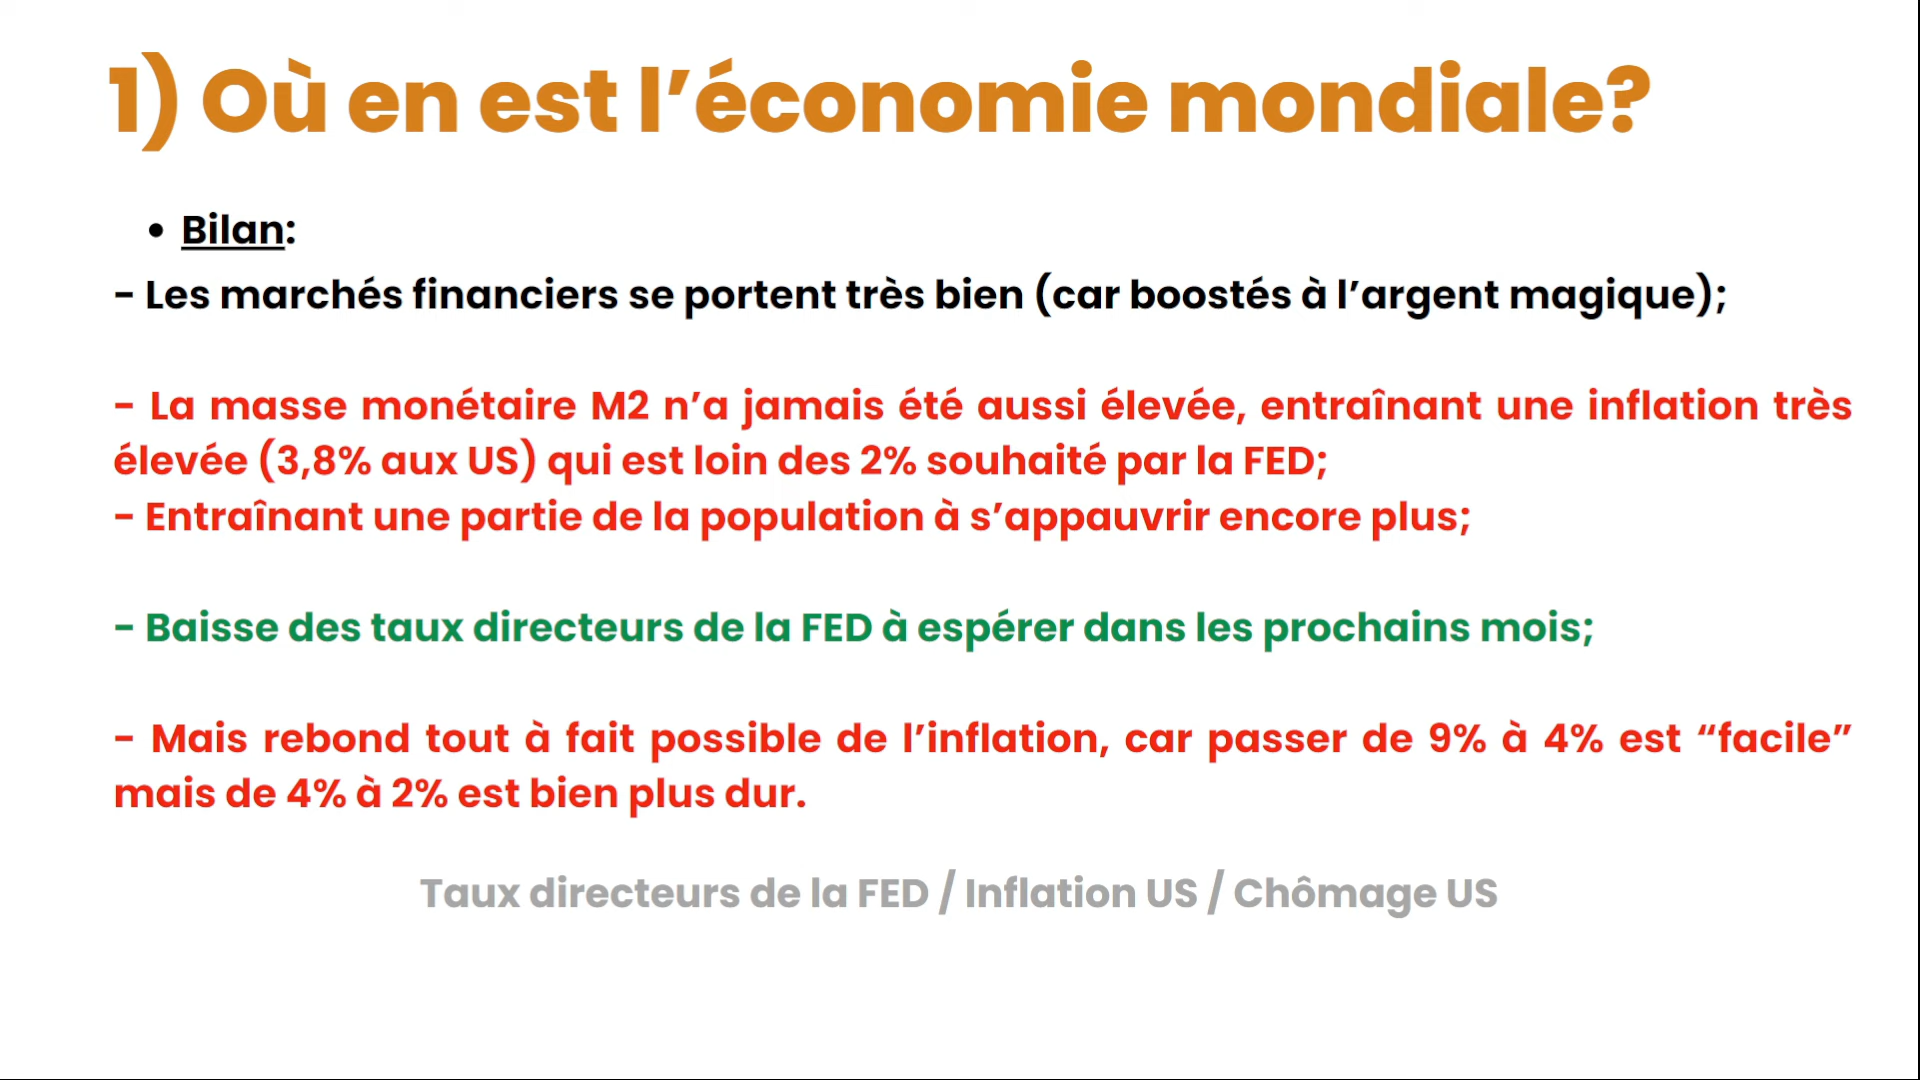 1) Où en est l’économie mondiale?
• Bilan:
- Les marchés financiers se portent très bien (car boostés à l’argent magique);
- La masse monétaire M2 n’a jamais été aussi élevée, entraînant une inflation très
élevée (3,8% aux US) qui est loin des 2% souhaité par la FED;
- Entraînant une partie de la population à s’appauvrir encore plus;
- Baisse des taux directeurs de la FED à espérer dans les prochains mois;
- Mais rebond tout à fait possible de l’inflation, car passer de 9% à 4% est “facile”
mais de 4% à 2% est bien plus dur.
Taux directeurs de la FED / Inflation US / Chômage US